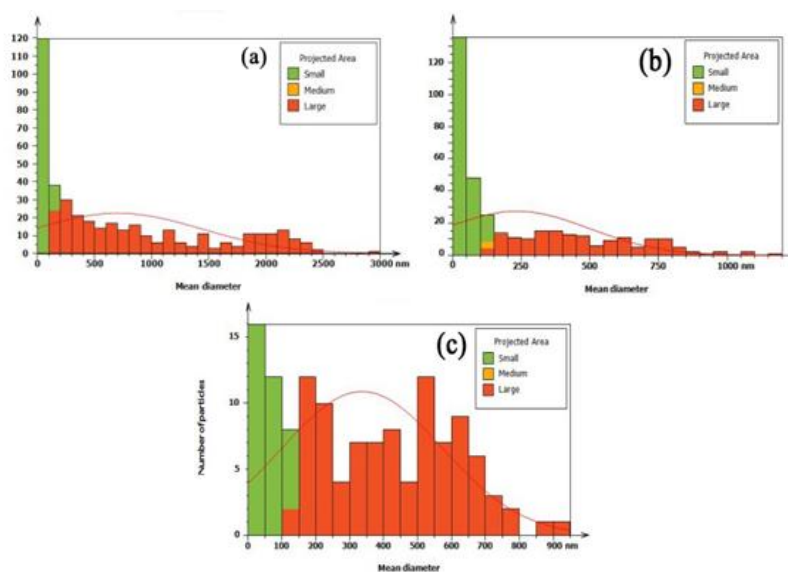 (a)
Projected Area
Small
Medium
Large
120
110
100
90
80
70
60
50
40
30
20
10
0
0 500 1000 1500 2000 2500 3000 nm
Mean diameter
(b)
Projected Area
Small
Medium
Large
120
100
80
60
40
20
0
0 250 500 750 1000 nm
Mean diameter
(c)
Projected Area
Small
Medium
Large
Number of particles
15
10
5
0
0 100 200 300 400 500 600 700 800 900 nm
Mean diameter